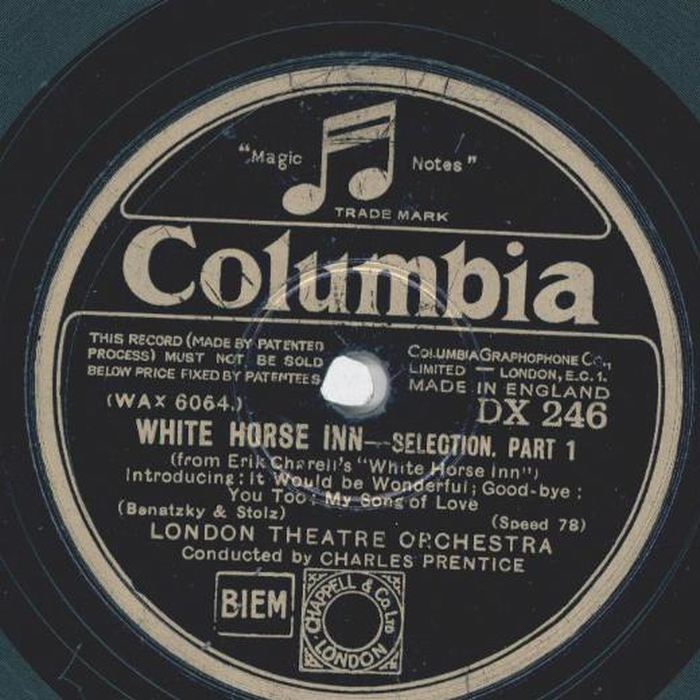 "Magic Notes"
TRADE MARK
Columbia
THIS RECORD (MADE BY PATENTED
PROCESS) MUST NOT BE SOLD
BELOW PRICE FIXED BY PATENTEES
COLUMBIA GRAPHOPHONE CO.,
LIMITED — LONDON, E.C. 1.
MADE IN ENGLAND
(WAX 6064.)
DX 246
WHITE HORSE INN—SELECTION. PART 1
(from Erik Charell's "White Horse Inn")
Introducing: It Would be Wonderful; Good-bye:
You Too: My Song of Love
(Benatzky & Stolz)
(Speed 78)
LONDON THEATRE ORCHESTRA
Conducted by CHARLES PRENTICE
BIEM
CHAPPELL & Co. LTD
LONDON